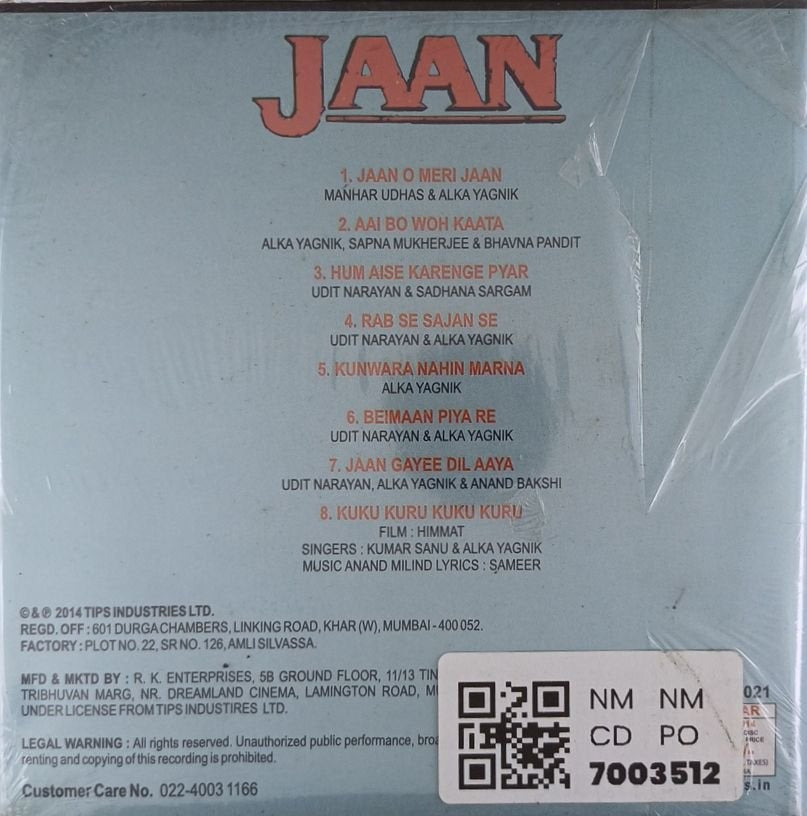 JAAN
1. JAAN O MERI JAAN
MANHAR UDHAS & ALKA YAGNIK
2. AAI BO WOH KAATA
ALKA YAGNIK, SAPNA MUKHERJEE & BHAVNA PANDIT
3. HUM AISE KARENGE PYAR
UDIT NARAYAN & SADHANA SARGAM
4. RAB SE SAJAN SE
UDIT NARAYAN & ALKA YAGNIK
5. KUNWARA NAHIN MARNA
ALKA YAGNIK
6. BEIMAAN PIYA RE
UDIT NARAYAN & ALKA YAGNIK
7. JAAN GAYEE DIL AAYA
UDIT NARAYAN, ALKA YAGNIK & ANAND BAKSHI
8. KUKU KURU KUKU KURU
FILM : HIMMAT
SINGERS : KUMAR SANU & ALKA YAGNIK
MUSIC ANAND MILIND LYRICS : SAMEER
© & ℗ 2014 TIPS INDUSTRIES LTD.
REGD. OFF : 601 DURGA CHAMBERS, LINKING ROAD, KHAR (W), MUMBAI - 400 052.
FACTORY : PLOT NO. 22, SR NO. 126, AMLI SILVASSA.
MFD & MKTD BY : R. K. ENTERPRISES, 5B GROUND FLOOR, 11/13
TRIBHUVAN MARG, NR. DREAMLAND CINEMA, LAMINGTON ROAD,
UNDER LICENSE FROM TIPS INDUSTIRES LTD.
LEGAL WARNING : All rights reserved. Unauthorized public performance,
renting and copying of this recording is prohibited.
Customer Care No. 022-4003 1166
NM NM
CD PO
7003512
021
DISC
PRICE
TAXES)
s.in